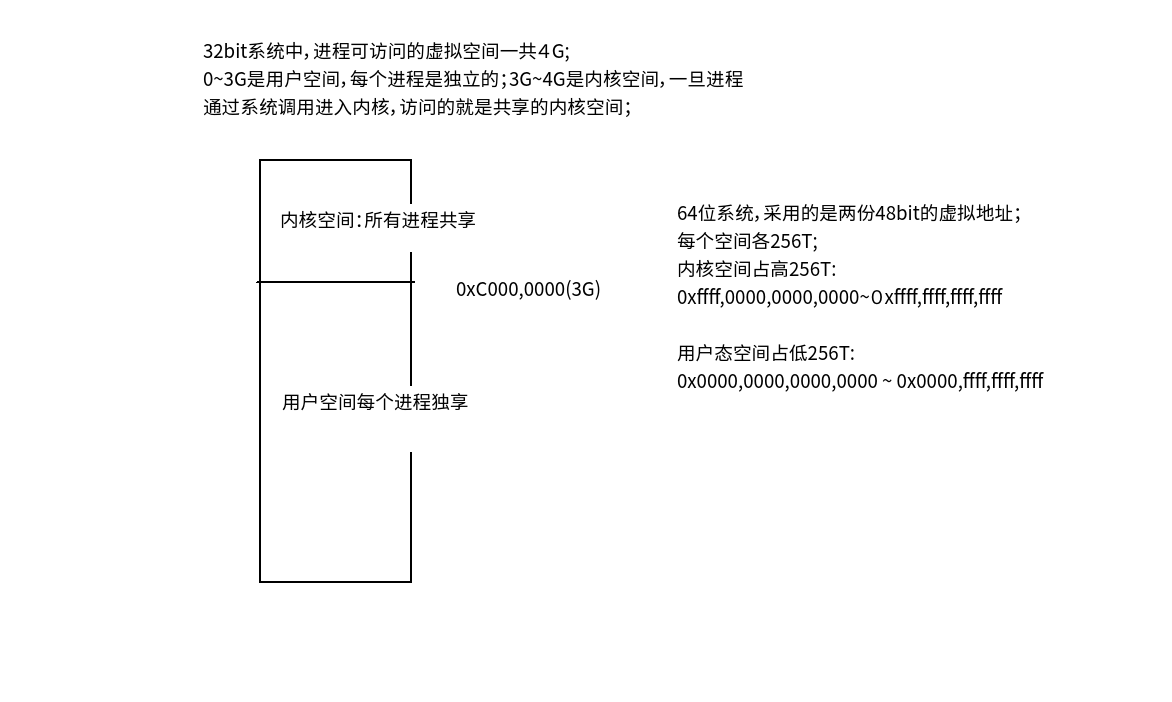 32bit系统中，进程可访问的虚拟空间一共4G;
0~3G是用户空间，每个进程是独立的；3G~4G是内核空间，一旦进程
通过系统调用进入内核，访问的就是共享的内核空间；
内核空间：所有进程共享
0xC000,0000(3G)
用户空间每个进程独享
64位系统，采用的是两份48bit的虚拟地址；
每个空间各256T;
内核空间占高256T:
0xffff,0000,0000,0000~0xffff,ffff,ffff,ffff
用户态空间占低256T:
0x0000,0000,0000,0000 ~ 0x0000,ffff,ffff,ffff